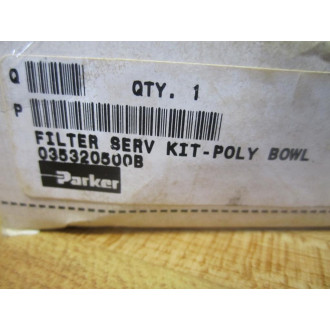 Q
QTY. 1
P
FILTER SERV KIT-POLY BOWL
035320500B
Parker